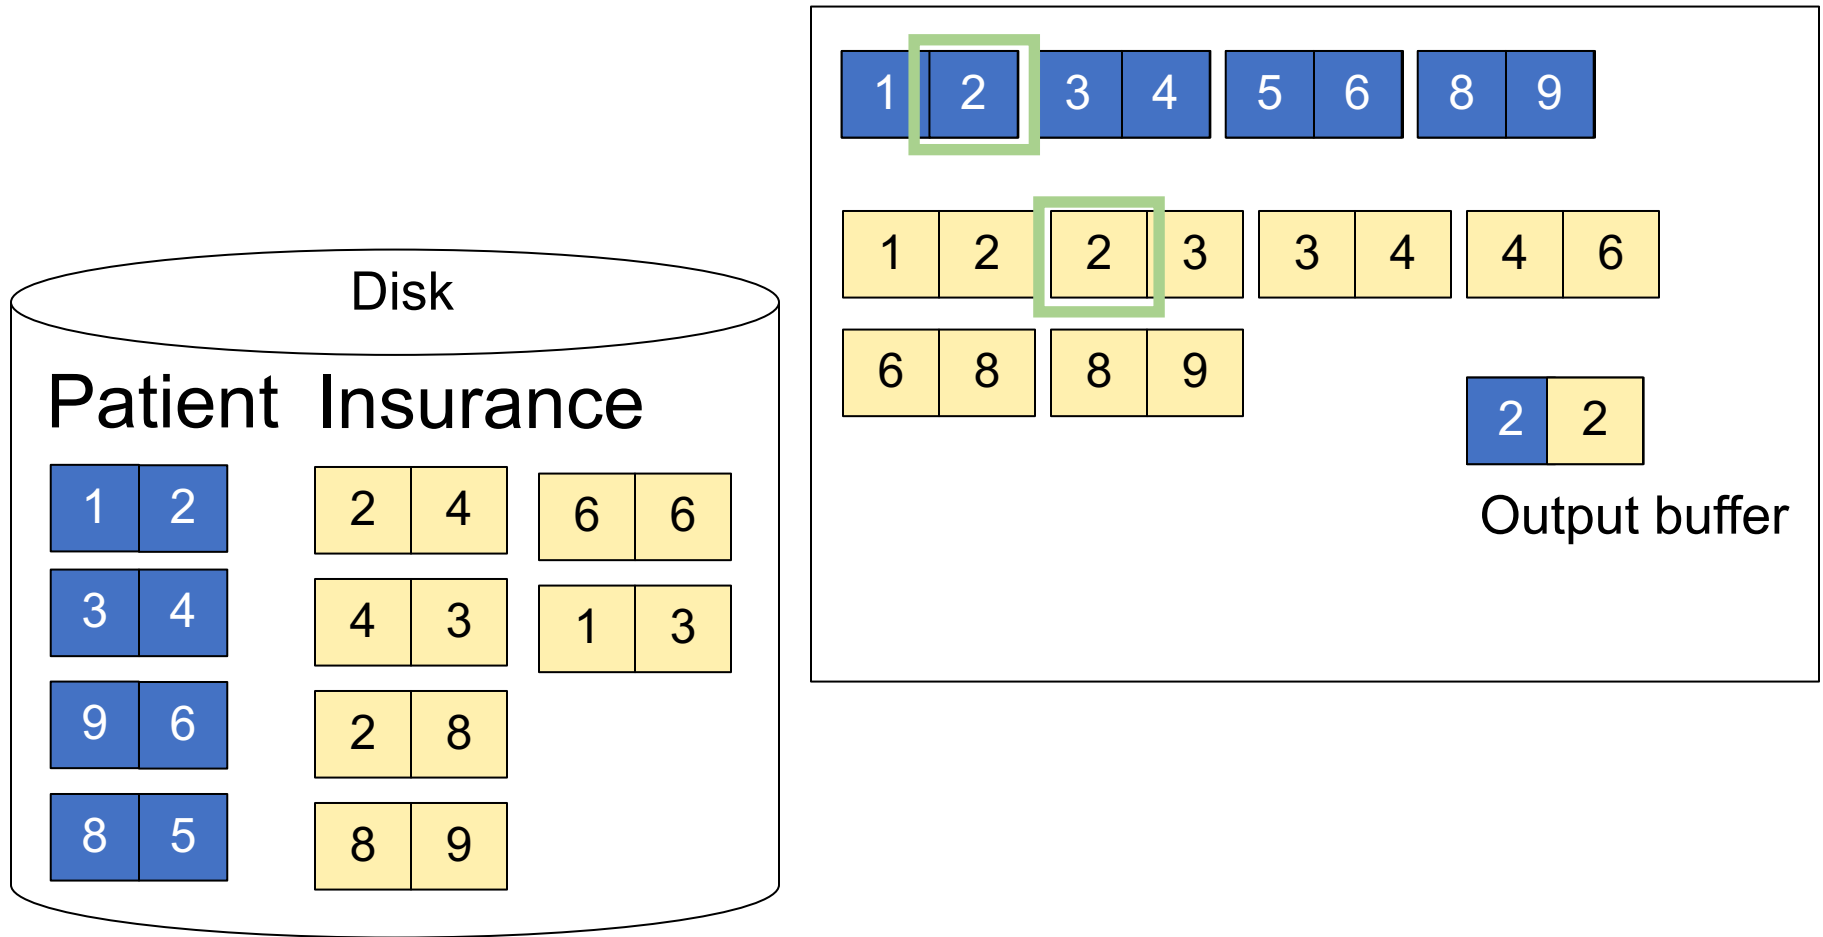 1 2 3 4 5 6 8 9
1 2 2 3 3 4 4 6
6 8 8 9
2 2
Output buffer
Disk
Patient Insurance
1 2 2 4 6 6
3 4 4 3 1 3
9 6 2 8
8 5 8 9